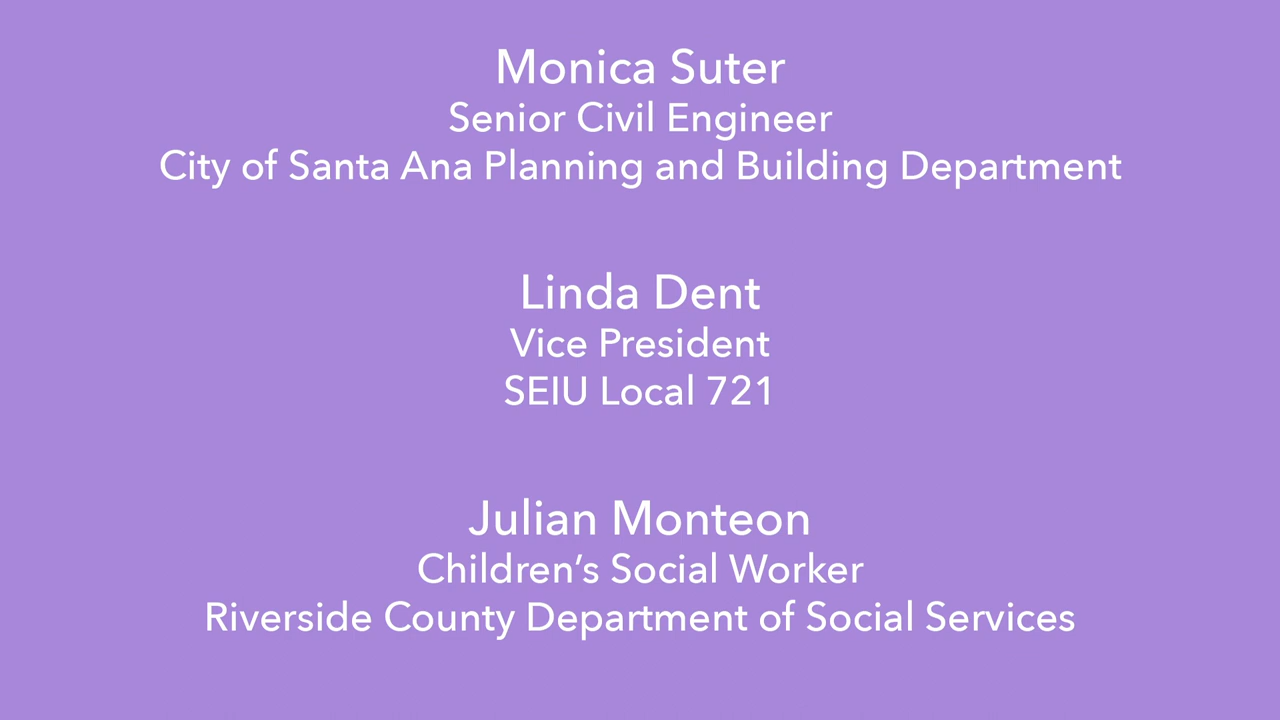 Monica Suter
Senior Civil Engineer
City of Santa Ana Planning and Building Department
Linda Dent
Vice President
SEIU Local 721
Julian Monteon
Children’s Social Worker
Riverside County Department of Social Services